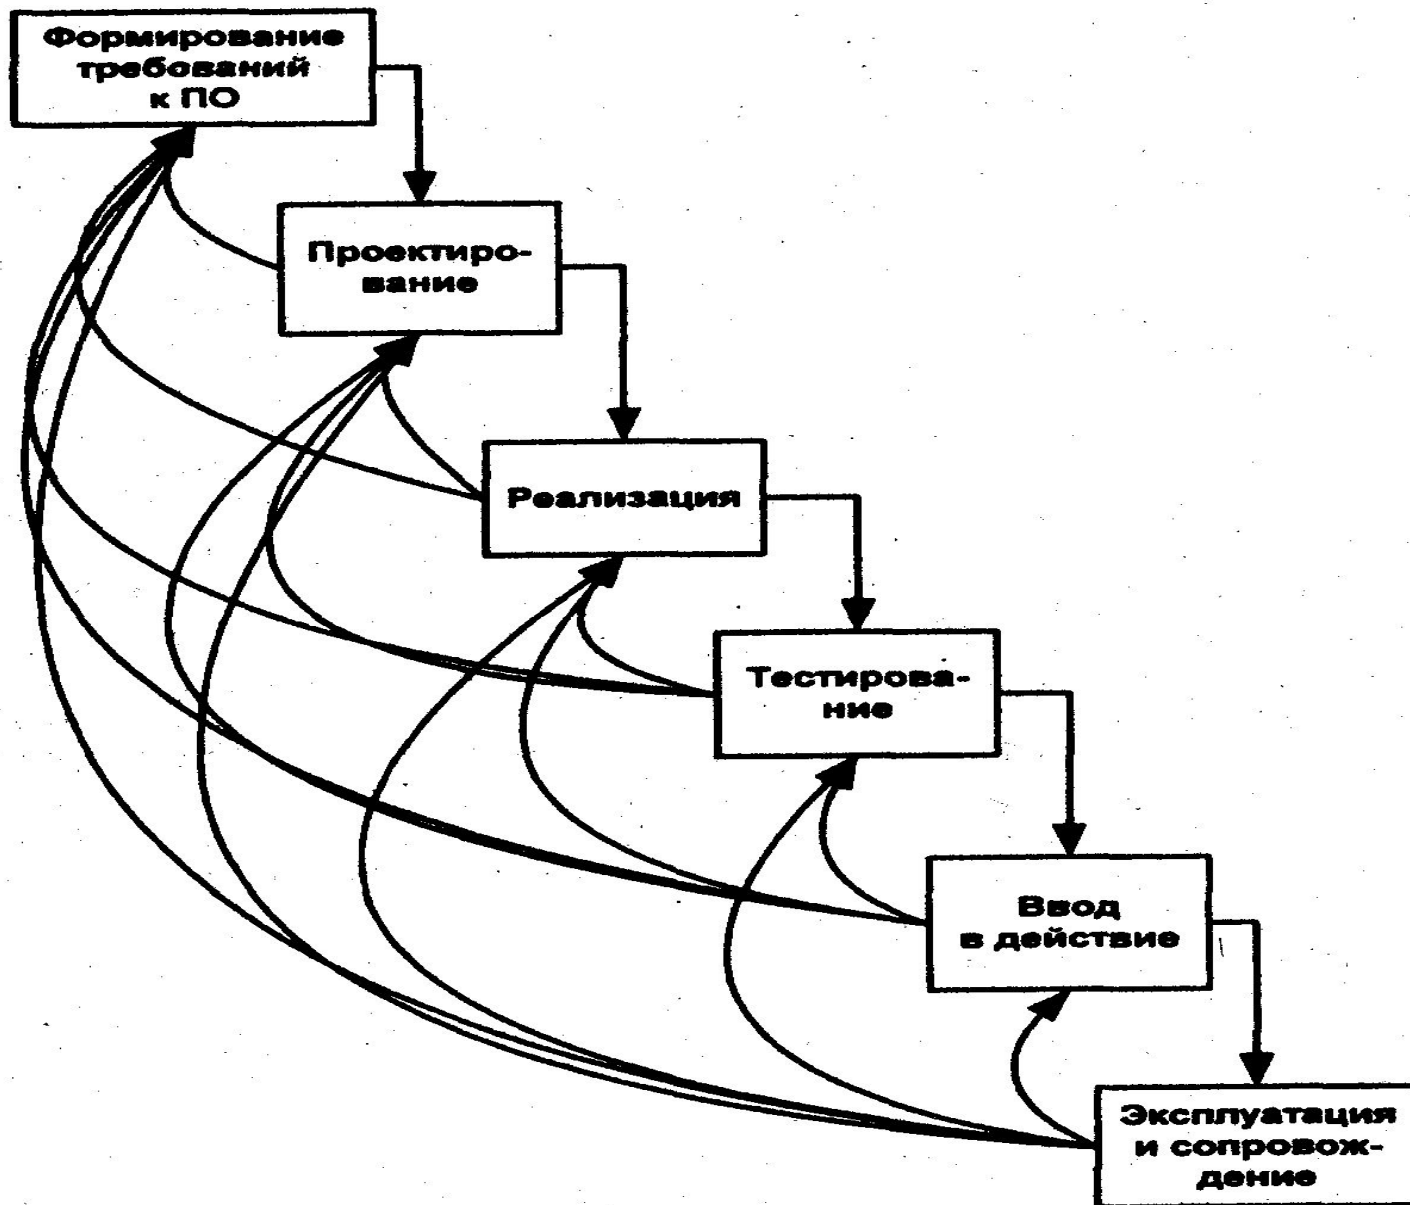 Формирование
требований
к ПО
Проектиро-
вание
Реализация
Тестирова-
ние
Ввод
в действие
Эксплуатация
и сопровож-
дение